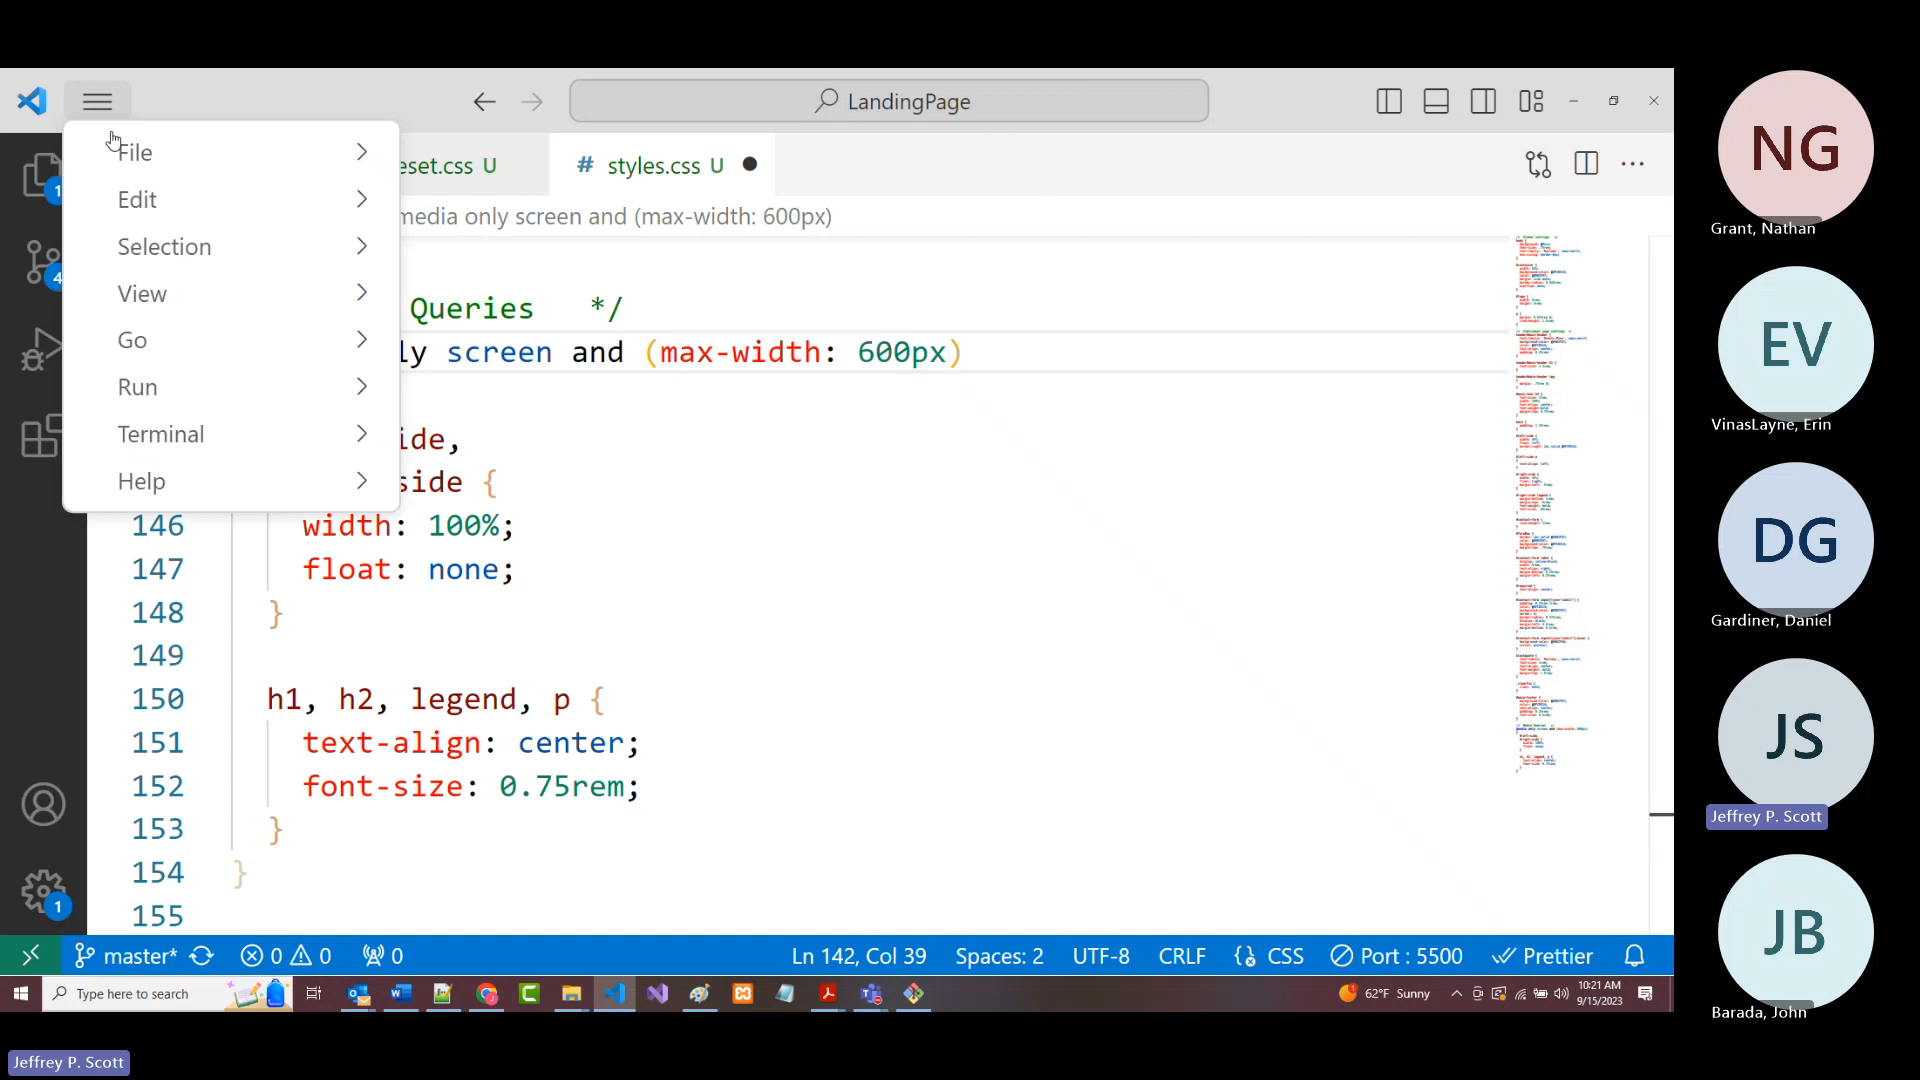 LandingPage
File
Edit
Selection
View
Go
Run
Terminal
Help
1
4
eset.css U
# styles.css U
media only screen and (max-width: 600px)
Queries */
ly screen and (max-width: 600px)
ide,
side {
146 width: 100%;
147 float: none;
148 }
149
150 h1, h2, legend, p {
151 text-align: center;
152 font-size: 0.75rem;
153 }
154 }
155
1
master* 0 0 0
Ln 142, Col 39 Spaces: 2 UTF-8 CRLF {} CSS Port : 5500 Prettier
Type here to search
62°F Sunny
10:21 AM
9/15/2023
Jeffrey P. Scott
NG
Grant, Nathan
EV
VinasLayne, Erin
DG
Gardiner, Daniel
JS
Jeffrey P. Scott
JB
Barada, John